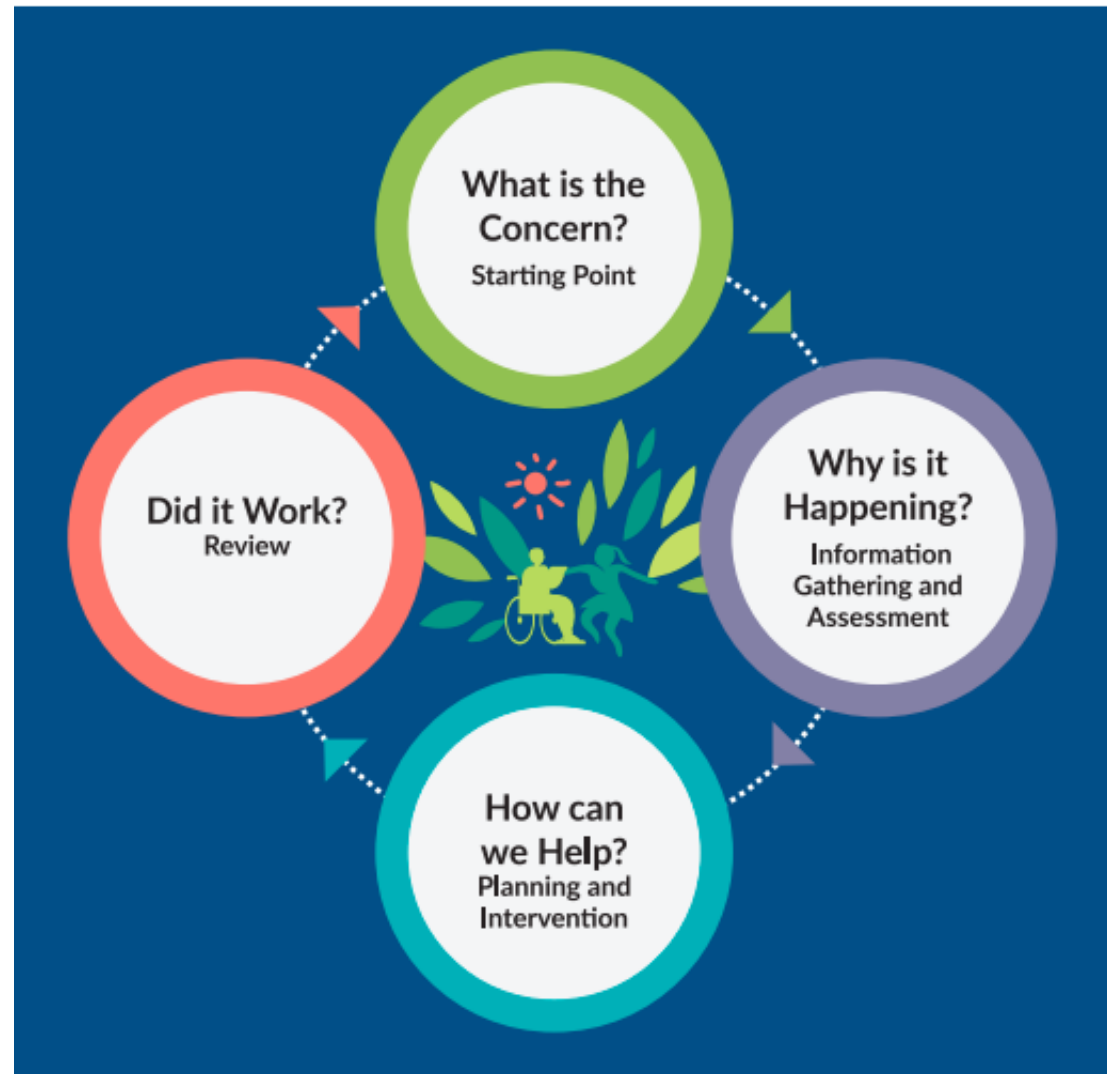 What is the
Concern?
Starting Point
Why is it
Happening?
Information
Gathering and
Assessment
How can
we Help?
Planning and
Intervention
Did it Work?
Review